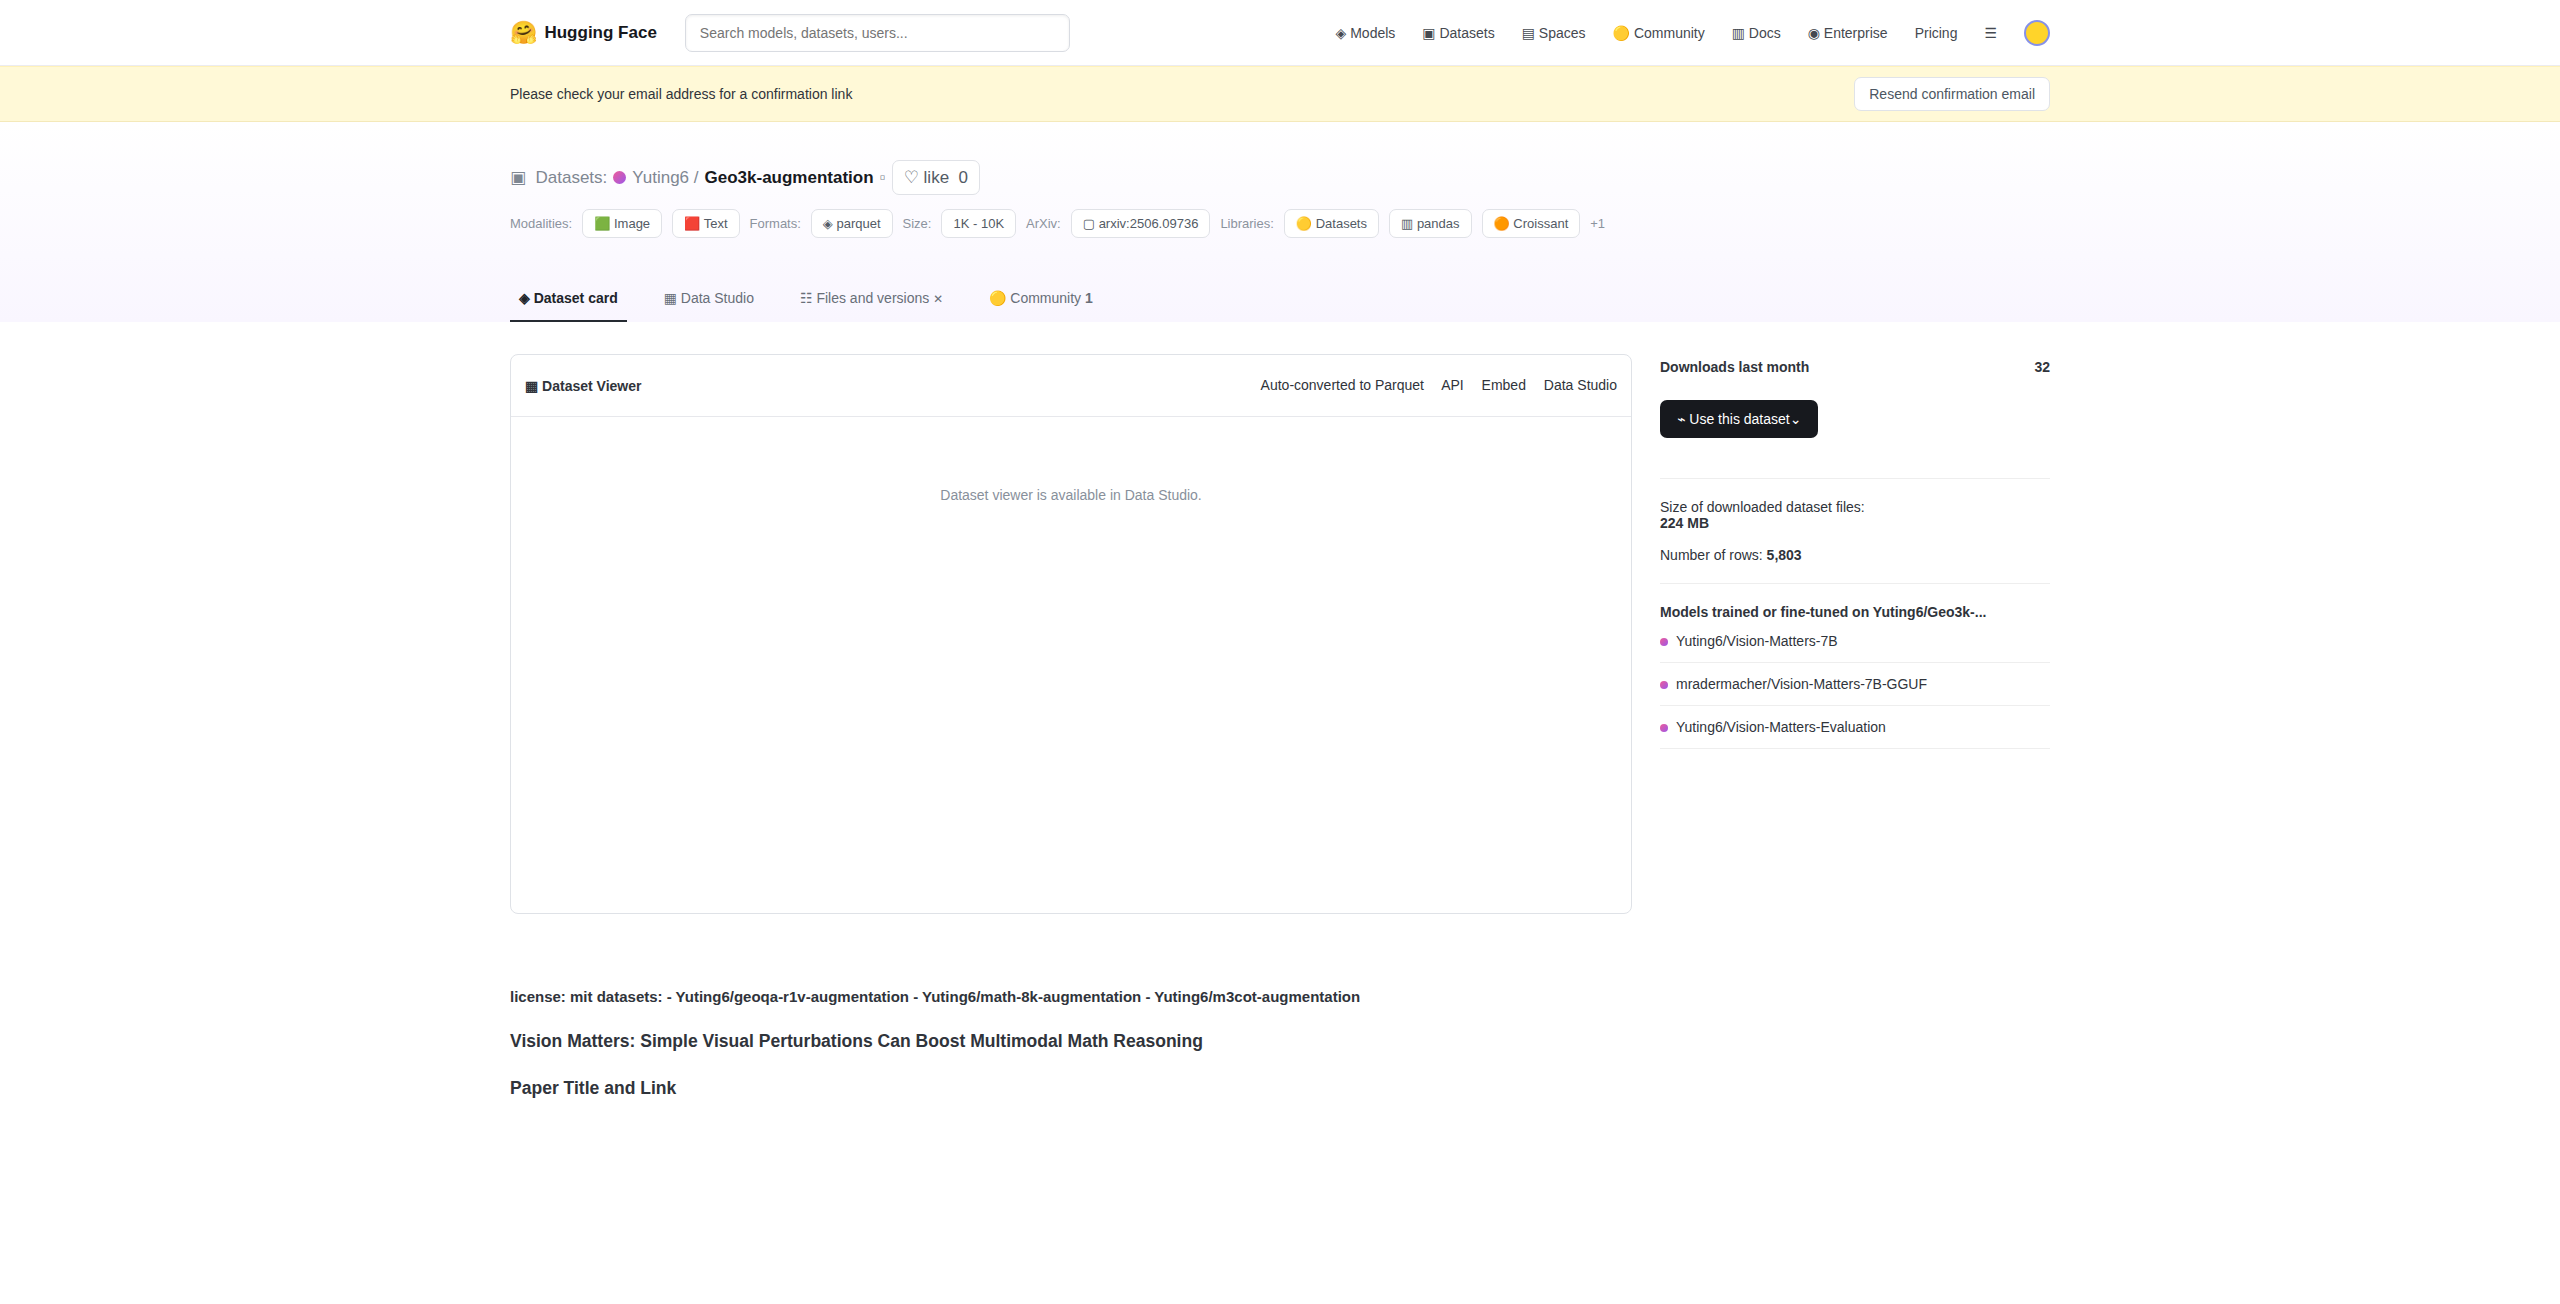 Hugging Face
Search models, datasets, users...
Models Datasets Spaces Community Docs Enterprise Pricing
Please check your email address for a confirmation link
Resend confirmation email
Datasets: Yuting6 / Geo3k-augmentation like 0
Modalities: Image Text Formats: parquet Size: 1K - 10K ArXiv: arxiv:2506.09736 Libraries: Datasets pandas Croissant +1
Dataset card Data Studio Files and versions Community 1
Dataset Viewer
Auto-converted to Parquet API Embed Data Studio
Dataset viewer is available in Data Studio.
Downloads last month 32
Use this dataset
Size of downloaded dataset files:
224 MB
Number of rows: 5,803
Models trained or fine-tuned on Yuting6/Geo3k-...
Yuting6/Vision-Matters-7B
mradermacher/Vision-Matters-7B-GGUF
Yuting6/Vision-Matters-Evaluation
license: mit datasets: - Yuting6/geoqa-r1v-augmentation - Yuting6/math-8k-augmentation - Yuting6/m3cot-augmentation
Vision Matters: Simple Visual Perturbations Can Boost Multimodal Math Reasoning
Paper Title and Link